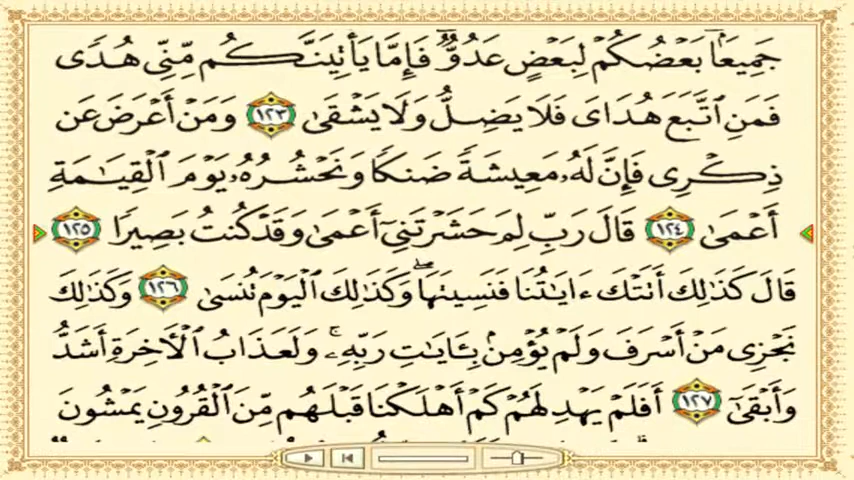 جَمِيعَۢاۖ بَعۡضُكُمۡ لِبَعۡضٍ عَدُوّٞۖ فَإِمَّا يَأۡتِيَنَّكُم مِّنِّي هُدٗى
فَمَنِ ٱتَّبَعَ هُدَايَ فَلَا يَضِلُّ وَلَا يَشۡقَىٰ ١٢٣ وَمَنۡ أَعۡرَضَ عَن
ذِكۡرِي فَإِنَّ لَهُۥ مَعِيشَةٗ ضَنكٗا وَنَحۡشُرُهُۥ يَوۡمَ ٱلۡقِيَٰمَةِ
أَعۡمَىٰ ١٢٤ قَالَ رَبِّ لِمَ حَشَرۡتَنِيٓ أَعۡمَىٰ وَقَدۡ كُنتُ بَصِيرٗا ١٢٥
قَالَ كَذَٰلِكَ أَتَتۡكَ ءَايَٰتُنَا فَنَسِيتَهَاۖ وَكَذَٰلِكَ ٱلۡيَوۡمَ تُنسَىٰ ١٢٦ وَكَذَٰلِكَ
نَجۡزِي مَنۡ أَسۡرَفَ وَلَمۡ يُؤۡمِنۢ بِـَٔايَٰتِ رَبِّهِۦۚ وَلَعَذَابُ ٱلۡأٓخِرَةِ أَشَدُّ
وَأَبۡقَىٰٓ ١٢٧ أَفَلَمۡ يَهۡدِ لَهُمۡ كَمۡ أَهۡلَكۡنَا قَبۡلَهُم مِّنَ ٱلۡقُرُونِ يَمۡشُونَ